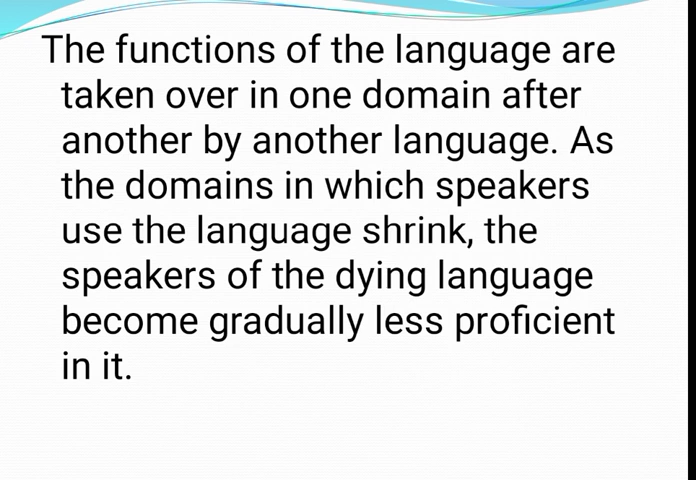 The functions of the language are
taken over in one domain after
another by another language. As
the domains in which speakers
use the language shrink, the
speakers of the dying language
become gradually less proficient
in it.